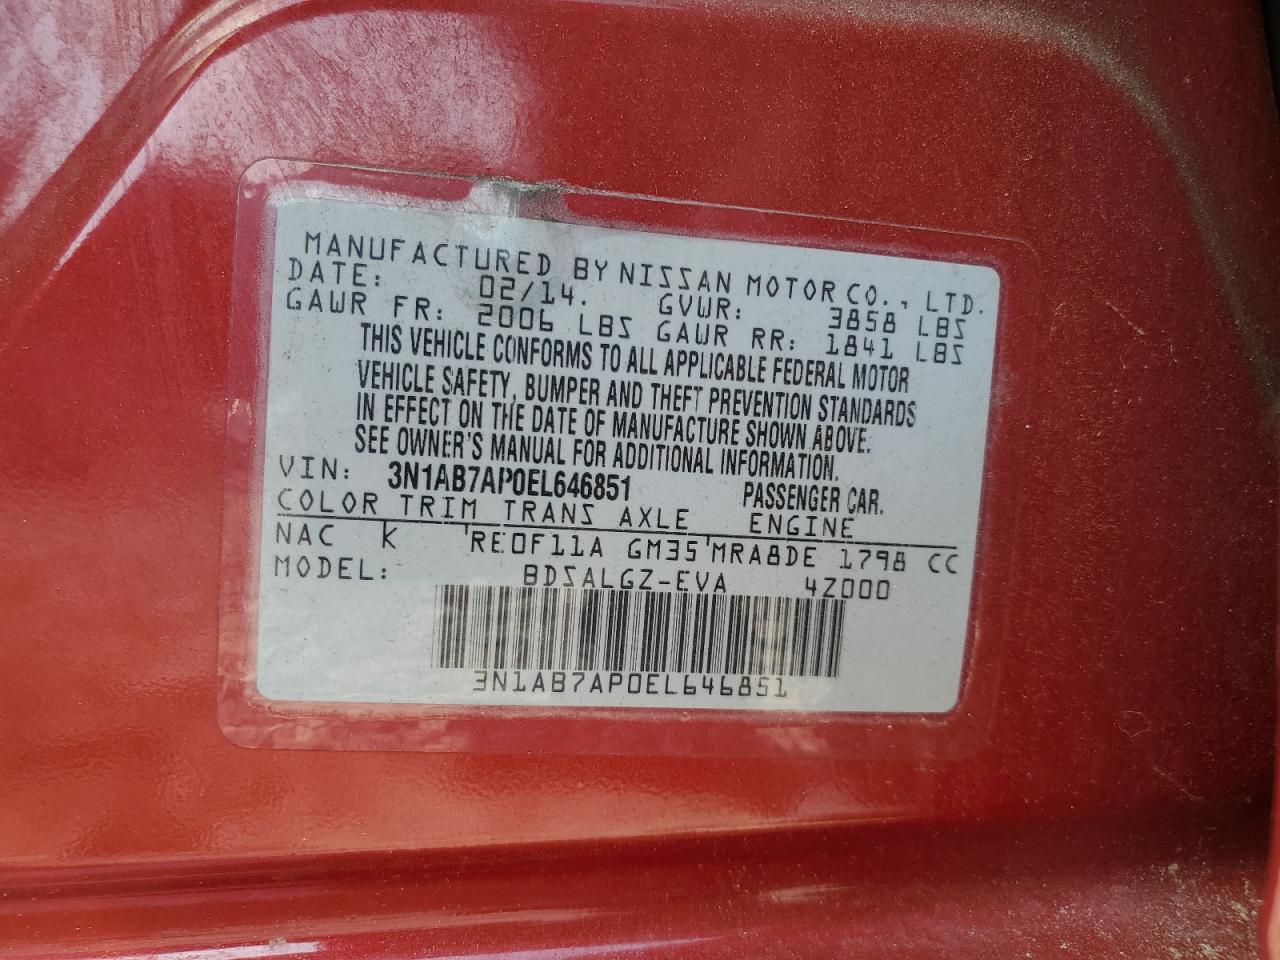 MANUFACTURED BY NISSAN MOTOR CO., LTD.
DATE: 02/14. GVWR: 3858 LBS
GAWR FR: 2006 LBS GAWR RR: 1841 LBS
THIS VEHICLE CONFORMS TO ALL APPLICABLE FEDERAL MOTOR
VEHICLE SAFETY, BUMPER AND THEFT PREVENTION STANDARDS
IN EFFECT ON THE DATE OF MANUFACTURE SHOWN ABOVE.
SEE OWNER'S MANUAL FOR ADDITIONAL INFORMATION.
VIN: 3N1AB7AP0EL646851 PASSENGER CAR.
COLOR TRIM TRANS AXLE ENGINE
NAC K RE0F11A GM35 MRA8DE 1798 CC
MODEL: BDSALGZ-EVA 4Z000
3N1AB7AP0EL646851